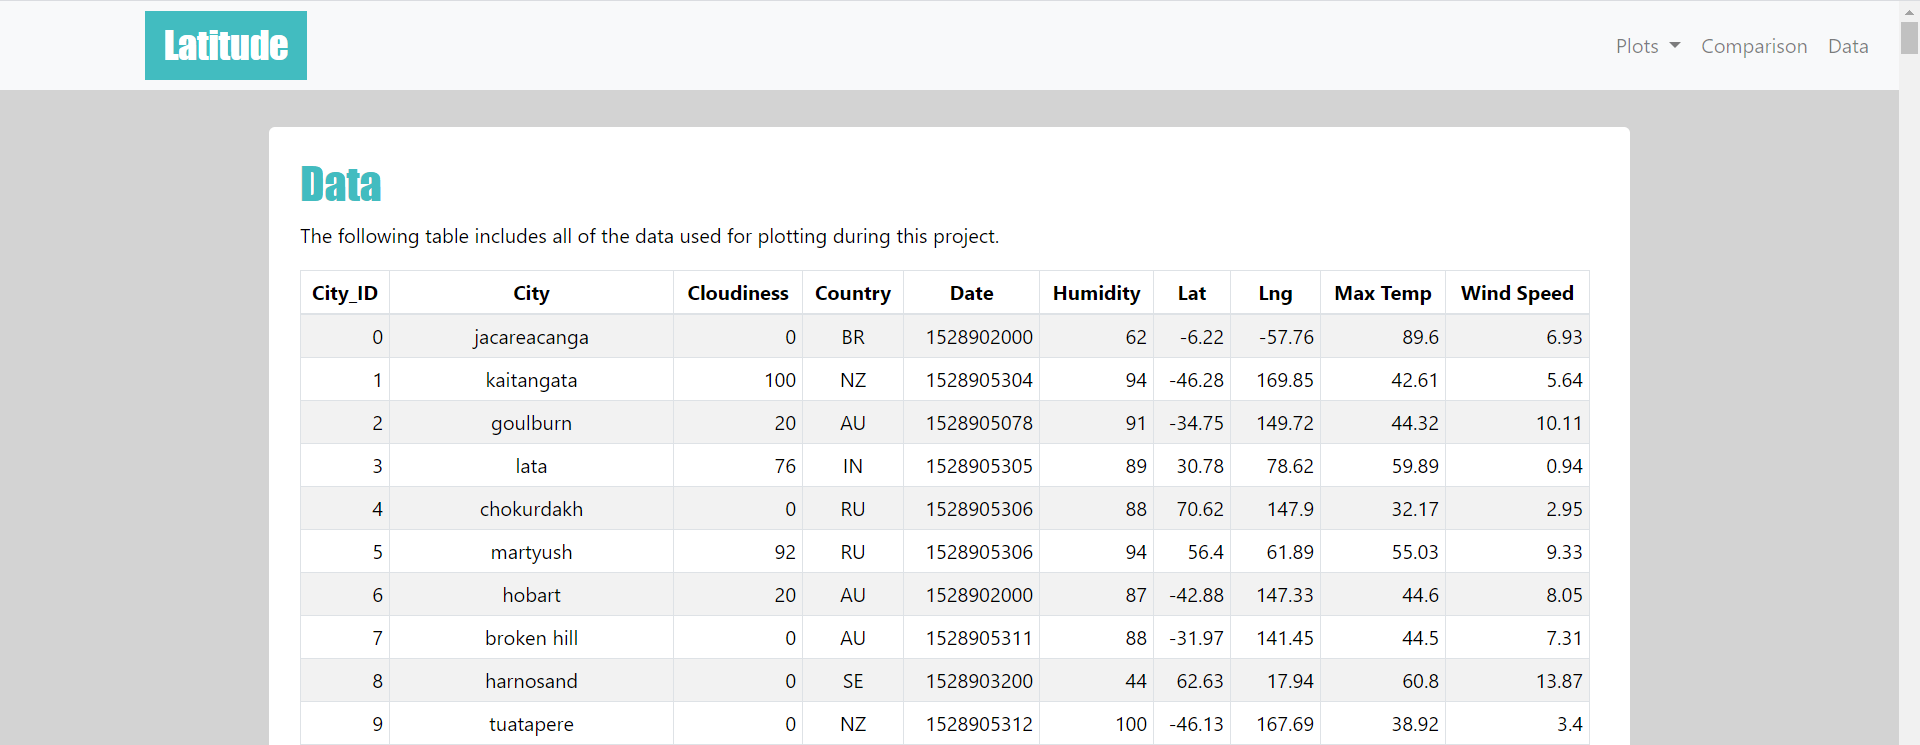 Latitude
Plots Comparison Data
Data
The following table includes all of the data used for plotting during this project.
City_ID City Cloudiness Country Date Humidity Lat Lng Max Temp Wind Speed
0 jacareacanga 0 BR 1528902000 62 -6.22 -57.76 89.6 6.93
1 kaitangata 100 NZ 1528905304 94 -46.28 169.85 42.61 5.64
2 goulburn 20 AU 1528905078 91 -34.75 149.72 44.32 10.11
3 lata 76 IN 1528905305 89 30.78 78.62 59.89 0.94
4 chokurdakh 0 RU 1528905306 88 70.62 147.9 32.17 2.95
5 martyush 92 RU 1528905306 94 56.4 61.89 55.03 9.33
6 hobart 20 AU 1528902000 87 -42.88 147.33 44.6 8.05
7 broken hill 0 AU 1528905311 88 -31.97 141.45 44.5 7.31
8 harnosand 0 SE 1528903200 44 62.63 17.94 60.8 13.87
9 tuatapere 0 NZ 1528905312 100 -46.13 167.69 38.92 3.4